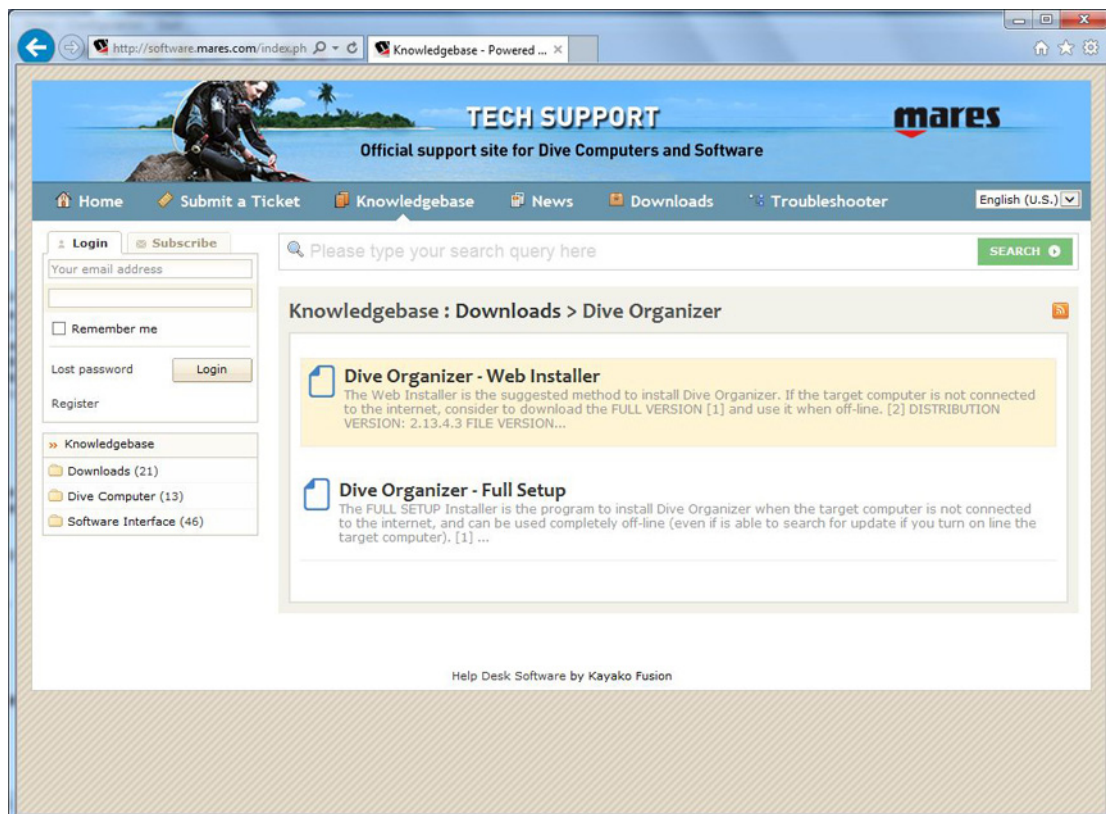 http://software.mares.com/index.ph
Knowledgebase - Powered ...
TECH SUPPORT
mares
Official support site for Dive Computers and Software
Home
Submit a Ticket
Knowledgebase
News
Downloads
Troubleshooter
English (U.S.)
Login
Subscribe
Please type your search query here
SEARCH
Your email address
Remember me
Lost password
Login
Register
» Knowledgebase
Downloads (21)
Dive Computer (13)
Software Interface (46)
Knowledgebase : Downloads > Dive Organizer
Dive Organizer - Web Installer
The Web Installer is the suggested method to install Dive Organizer. If the target computer is not connected
to the internet, consider to download the FULL VERSION [1] and use it when off-line. [2] DISTRIBUTION
VERSION: 2.13.4.3 FILE VERSION...
Dive Organizer - Full Setup
The FULL SETUP Installer is the program to install Dive Organizer when the target computer is not connected
to the internet, and can be used completely off-line (even if is able to search for update if you turn on line the
target computer). [1] ...
Help Desk Software by Kayako Fusion